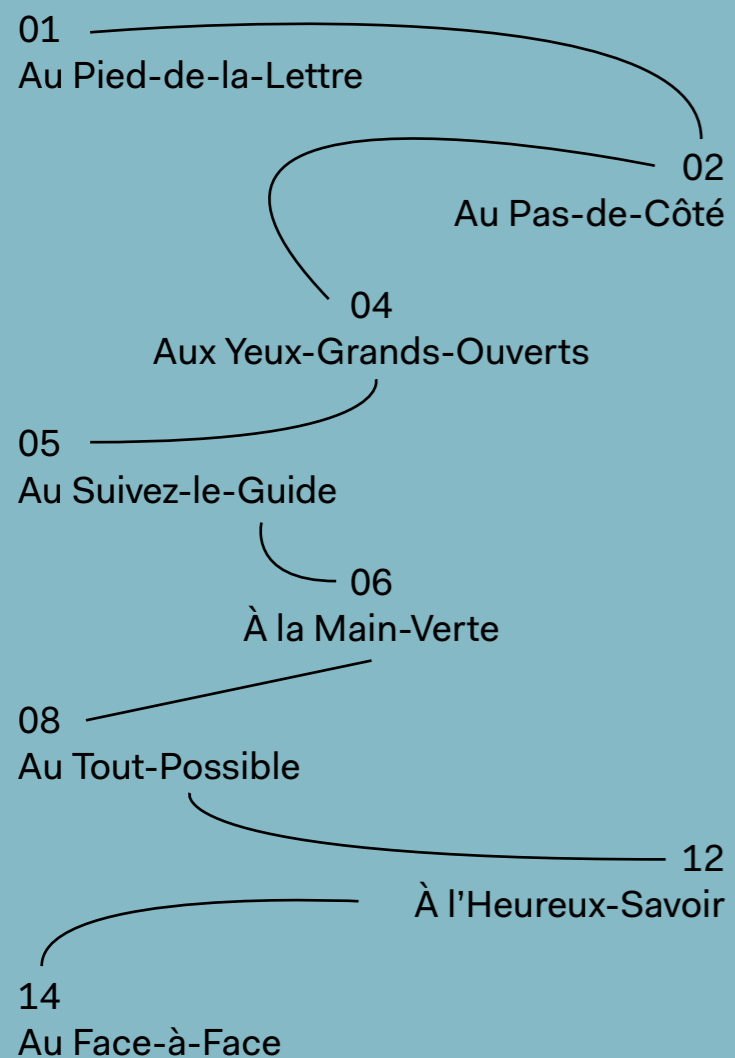 01
Au Pied-de-la-Lettre
02
Au Pas-de-Côté
04
Aux Yeux-Grands-Ouverts
05
Au Suivez-le-Guide
06
À la Main-Verte
08
Au Tout-Possible
12
À l’Heureux-Savoir
14
Au Face-à-Face